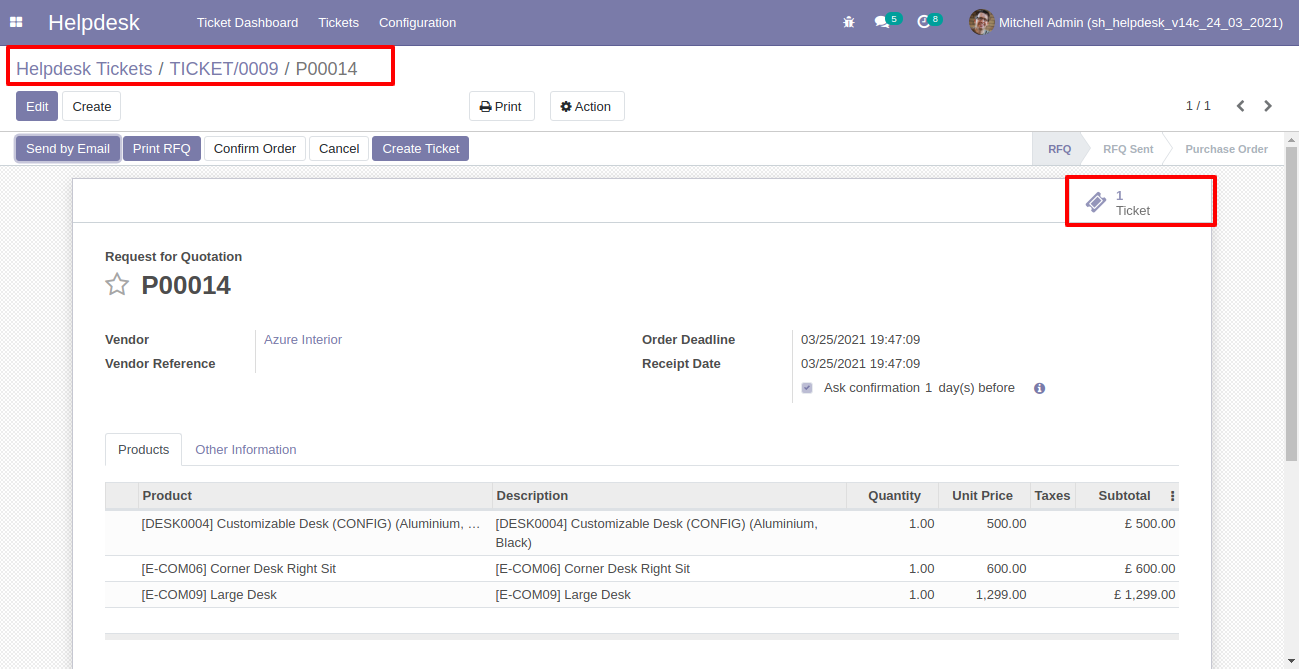 Helpdesk Ticket Dashboard Tickets Configuration 5 8 Mitchell Admin (sh_helpdesk_v14c_24_03_2021)
Helpdesk Tickets / TICKET/0009 / P00014
Edit Create Print Action 1 / 1
Send by Email Print RFQ Confirm Order Cancel Create Ticket RFQ RFQ Sent Purchase Order
1
Ticket
Request for Quotation
P00014
Vendor Azure Interior Order Deadline 03/25/2021 19:47:09
Vendor Reference Receipt Date 03/25/2021 19:47:09
Ask confirmation 1 day(s) before
Products Other Information
Product Description Quantity Unit Price Taxes Subtotal
[DESK0004] Customizable Desk (CONFIG) (Aluminium, … [DESK0004] Customizable Desk (CONFIG) (Aluminium, 1.00 500.00 £ 500.00
Black)
[E-COM06] Corner Desk Right Sit [E-COM06] Corner Desk Right Sit 1.00 600.00 £ 600.00
[E-COM09] Large Desk [E-COM09] Large Desk 1.00 1,299.00 £ 1,299.00